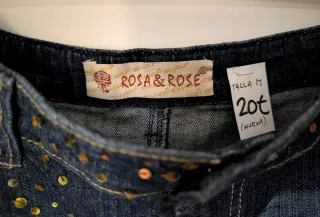 ROSA&ROSE
TALLA M
20€
(NUEVA)